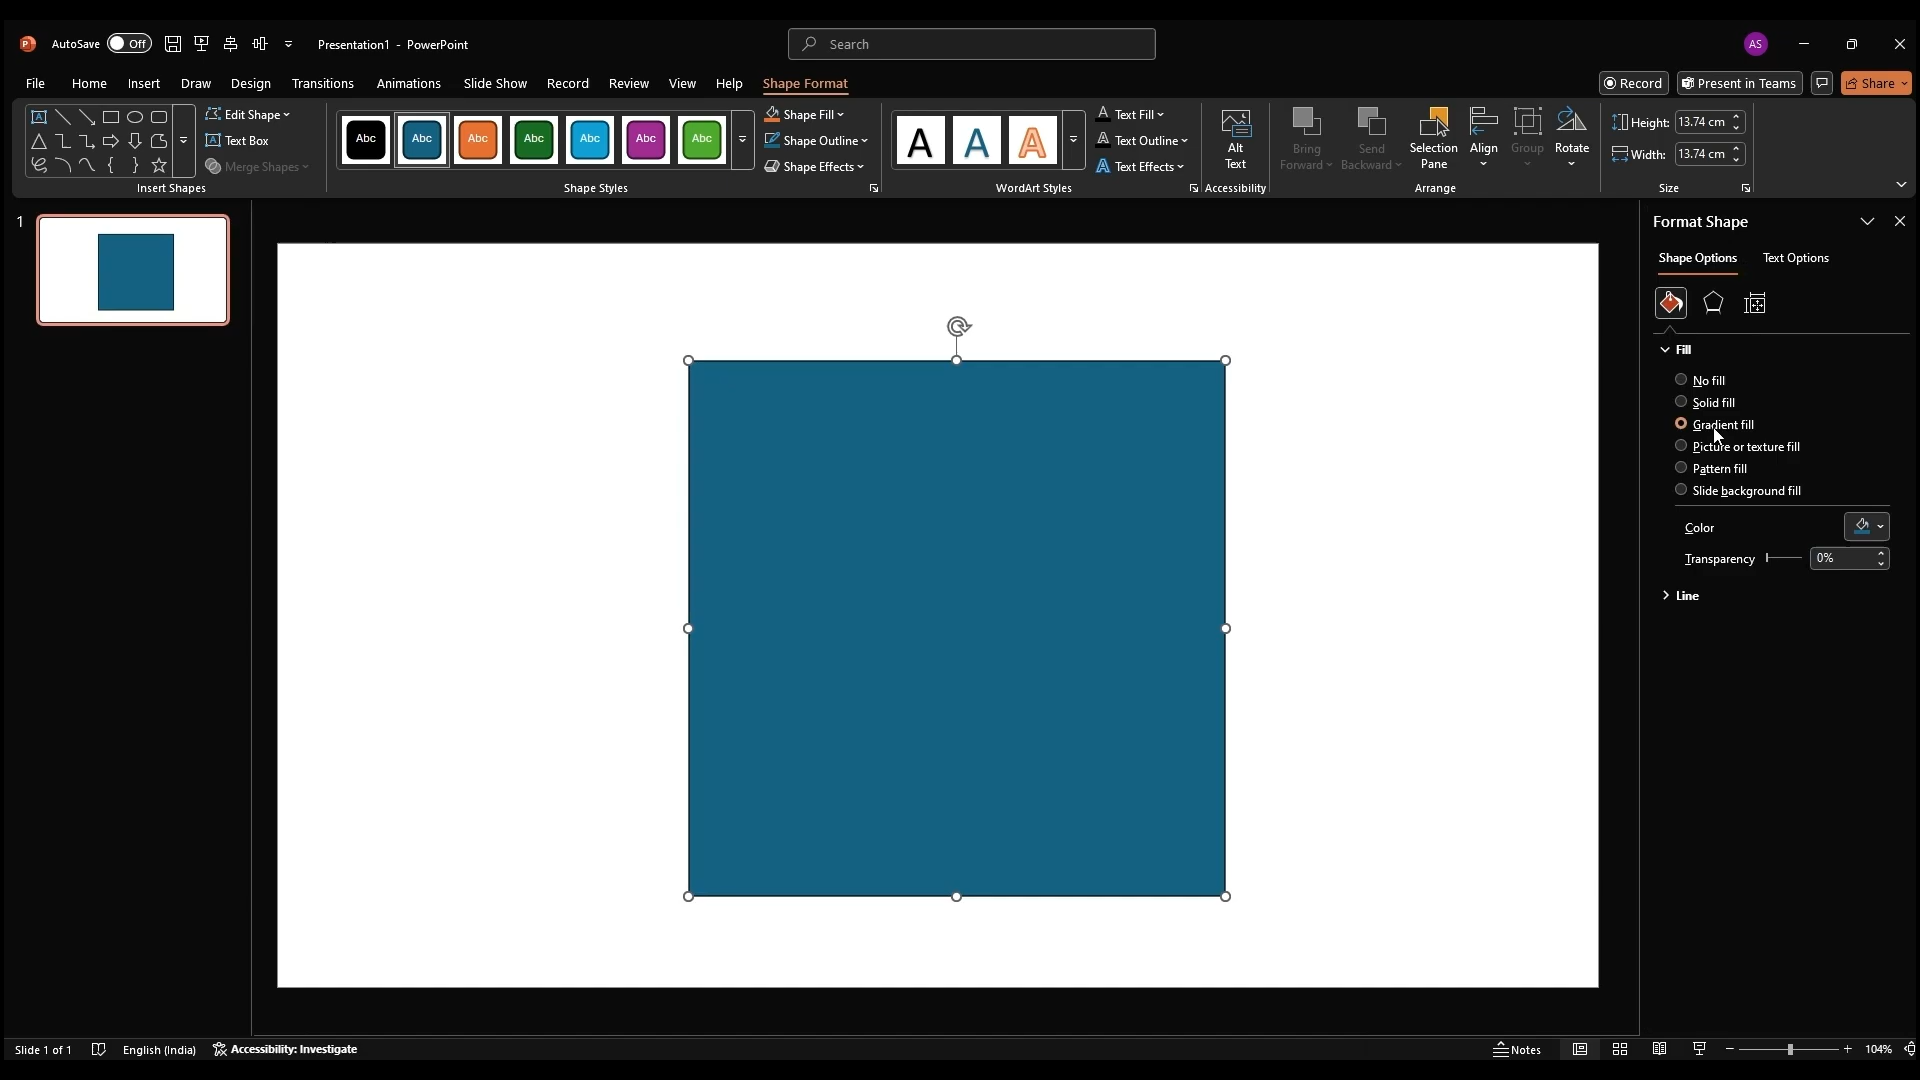 AutoSave Off Presentation1 - PowerPoint Search AS
File Home Insert Draw Design Transitions Animations Slide Show Record Review View Help Shape Format Record Present in Teams Share
Edit Shape
Text Box
Merge Shapes
Insert Shapes
Abc Abc Abc Abc Abc Abc Abc
Shape Styles
Shape Fill
Shape Outline
Shape Effects
A A A
WordArt Styles
Text Fill
Text Outline
Text Effects
Alt
Text
Accessibility
Bring
Forward
Send
Backward
Selection
Pane
Align
Group
Rotate
Arrange
Height: 13.74 cm
Width: 13.74 cm
Size
1
Format Shape
Shape Options Text Options
Fill
No fill
Solid fill
Gradient fill
Picture or texture fill
Pattern fill
Slide background fill
Color
Transparency 0%
Line
Slide 1 of 1 English (India) Accessibility: Investigate Notes 104%